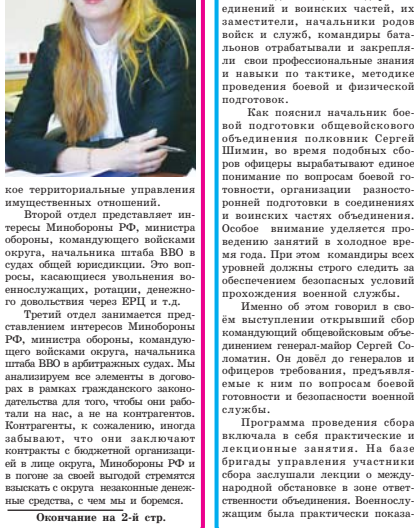 кое территориальные управления
имущественных отношений.
Второй отдел представляет ин-
тересы Минобороны РФ, министра
обороны, командующего войсками
округа, начальника штаба ВВО в
судах общей юрисдикции. Это воп-
росы, касающиеся увольнения во-
еннослужащих, ротации, денежно-
го довольствия через ЕРЦ и т.д.
Третий отдел занимается пред-
ставлением интересов Минобороны
РФ, министра обороны, командую-
щего войсками округа, начальника
штаба ВВО в арбитражных судах. Мы
анализируем все элементы в догово-
рах в рамках гражданского законо-
дательства для того, чтобы они рабо-
тали на нас, а не на контрагентов.
Контрагенты, к сожалению, иногда
забывают, что они заключают
контракты с бюджетной организаци-
ей в лице округа, Минобороны РФ и
в погоне за своей выгодой стремятся
взыскать с округа незаконные денеж-
ные средства, с чем мы и боремся.
Окончание на 2-й стр.
единений и воинских частей, их
заместители, начальники родов
войск и служб, командиры бата-
льонов отрабатывали и закрепля-
ли свои профессиональные знания
и навыки по тактике, методике
проведения боевой и физической
подготовок.
Как пояснил начальник бое-
вой подготовки общевойскового
объединения полковник Сергей
Шимин, во время подобных сбо-
ров офицеры вырабатывают единое
понимание по вопросам боевой го-
товности, организации разносто-
ронней подготовки в соединениях
и воинских частях объединения.
Особое внимание уделяется про-
ведению занятий в холодное вре-
мя года. При этом командиры всех
уровней должны строго следить за
обеспечением безопасных условий
прохождения военной службы.
Именно об этом говорил в сво-
ём выступлении открывший сбор
командующий общевойсковым объе-
динением генерал-майор Сергей Со-
ломатин. Он довёл до генералов и
офицеров требования, предъявля-
емые к ним по вопросам боевой
готовности и безопасности военной
службы.
Программа проведения сбора
включала в себя практические и
лекционные занятия. На базе
бригады управления участники
сбора заслушали лекции о между-
народной обстановке в зоне ответ-
ственности объединения. Военнослу-
жащим была практически показа-